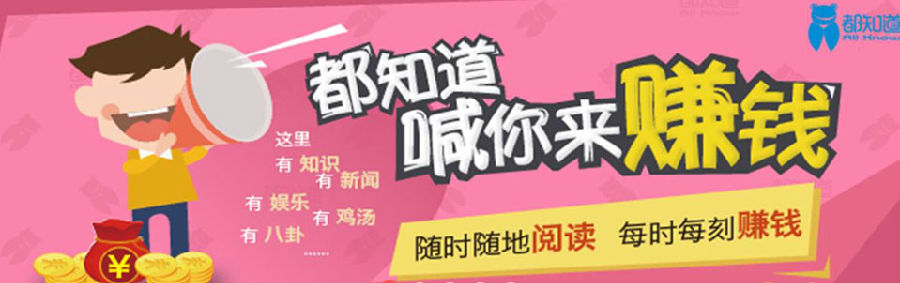 都知道
All Know
都知道
喊你来赚钱
这里
有 知识
有 新闻
有 娱乐
有 鸡汤
有 八卦
......
随时随地阅读 每时每刻赚钱
¥